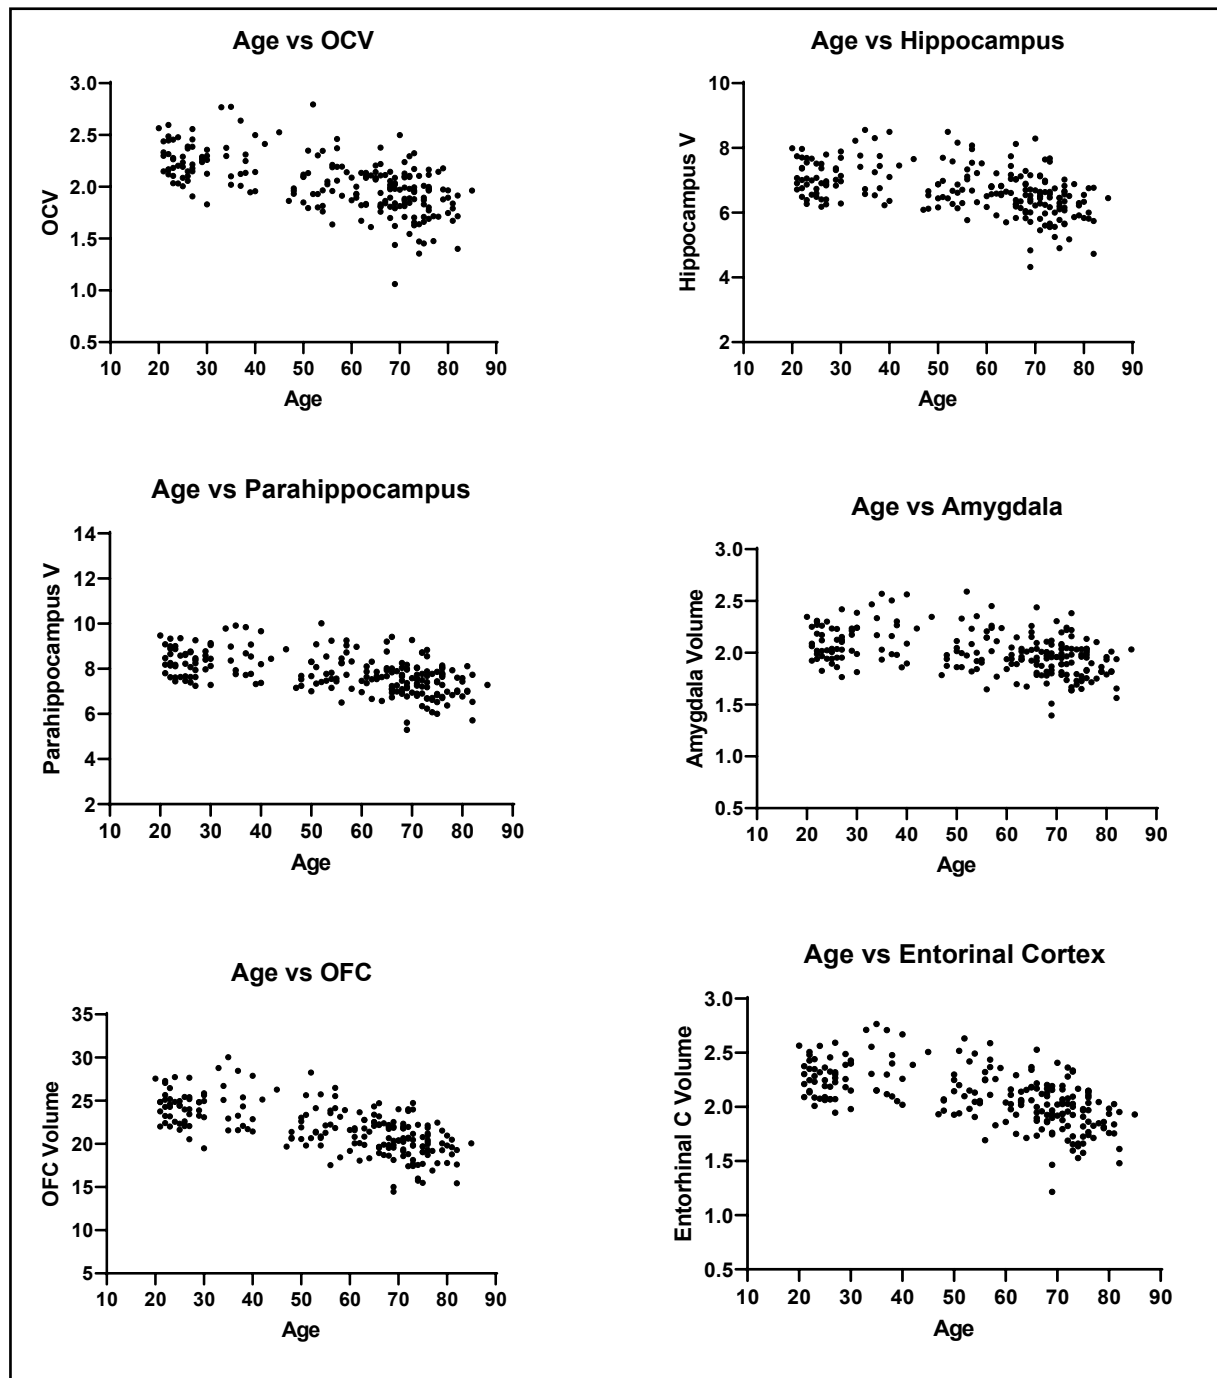 Age vs OCV
3.0
2.5
2.0
1.5
1.0
0.5
OCV
10 20 30 40 50 60 70 80 90
Age
Age vs Hippocampus
10
8
6
4
2
Hippocampus V
10 20 30 40 50 60 70 80 90
Age
Age vs Parahippocampus
14
12
10
8
6
4
2
Parahippocampus V
10 20 30 40 50 60 70 80 90
Age
Age vs Amygdala
3.0
2.5
2.0
1.5
1.0
0.5
Amygdala Volume
10 20 30 40 50 60 70 80 90
Age
Age vs OFC
35
30
25
20
15
10
5
OFC Volume
10 20 30 40 50 60 70 80 90
Age
Age vs Entorinal Cortex
3.0
2.5
2.0
1.5
1.0
0.5
Entorhinal C Volume
10 20 30 40 50 60 70 80 90
Age